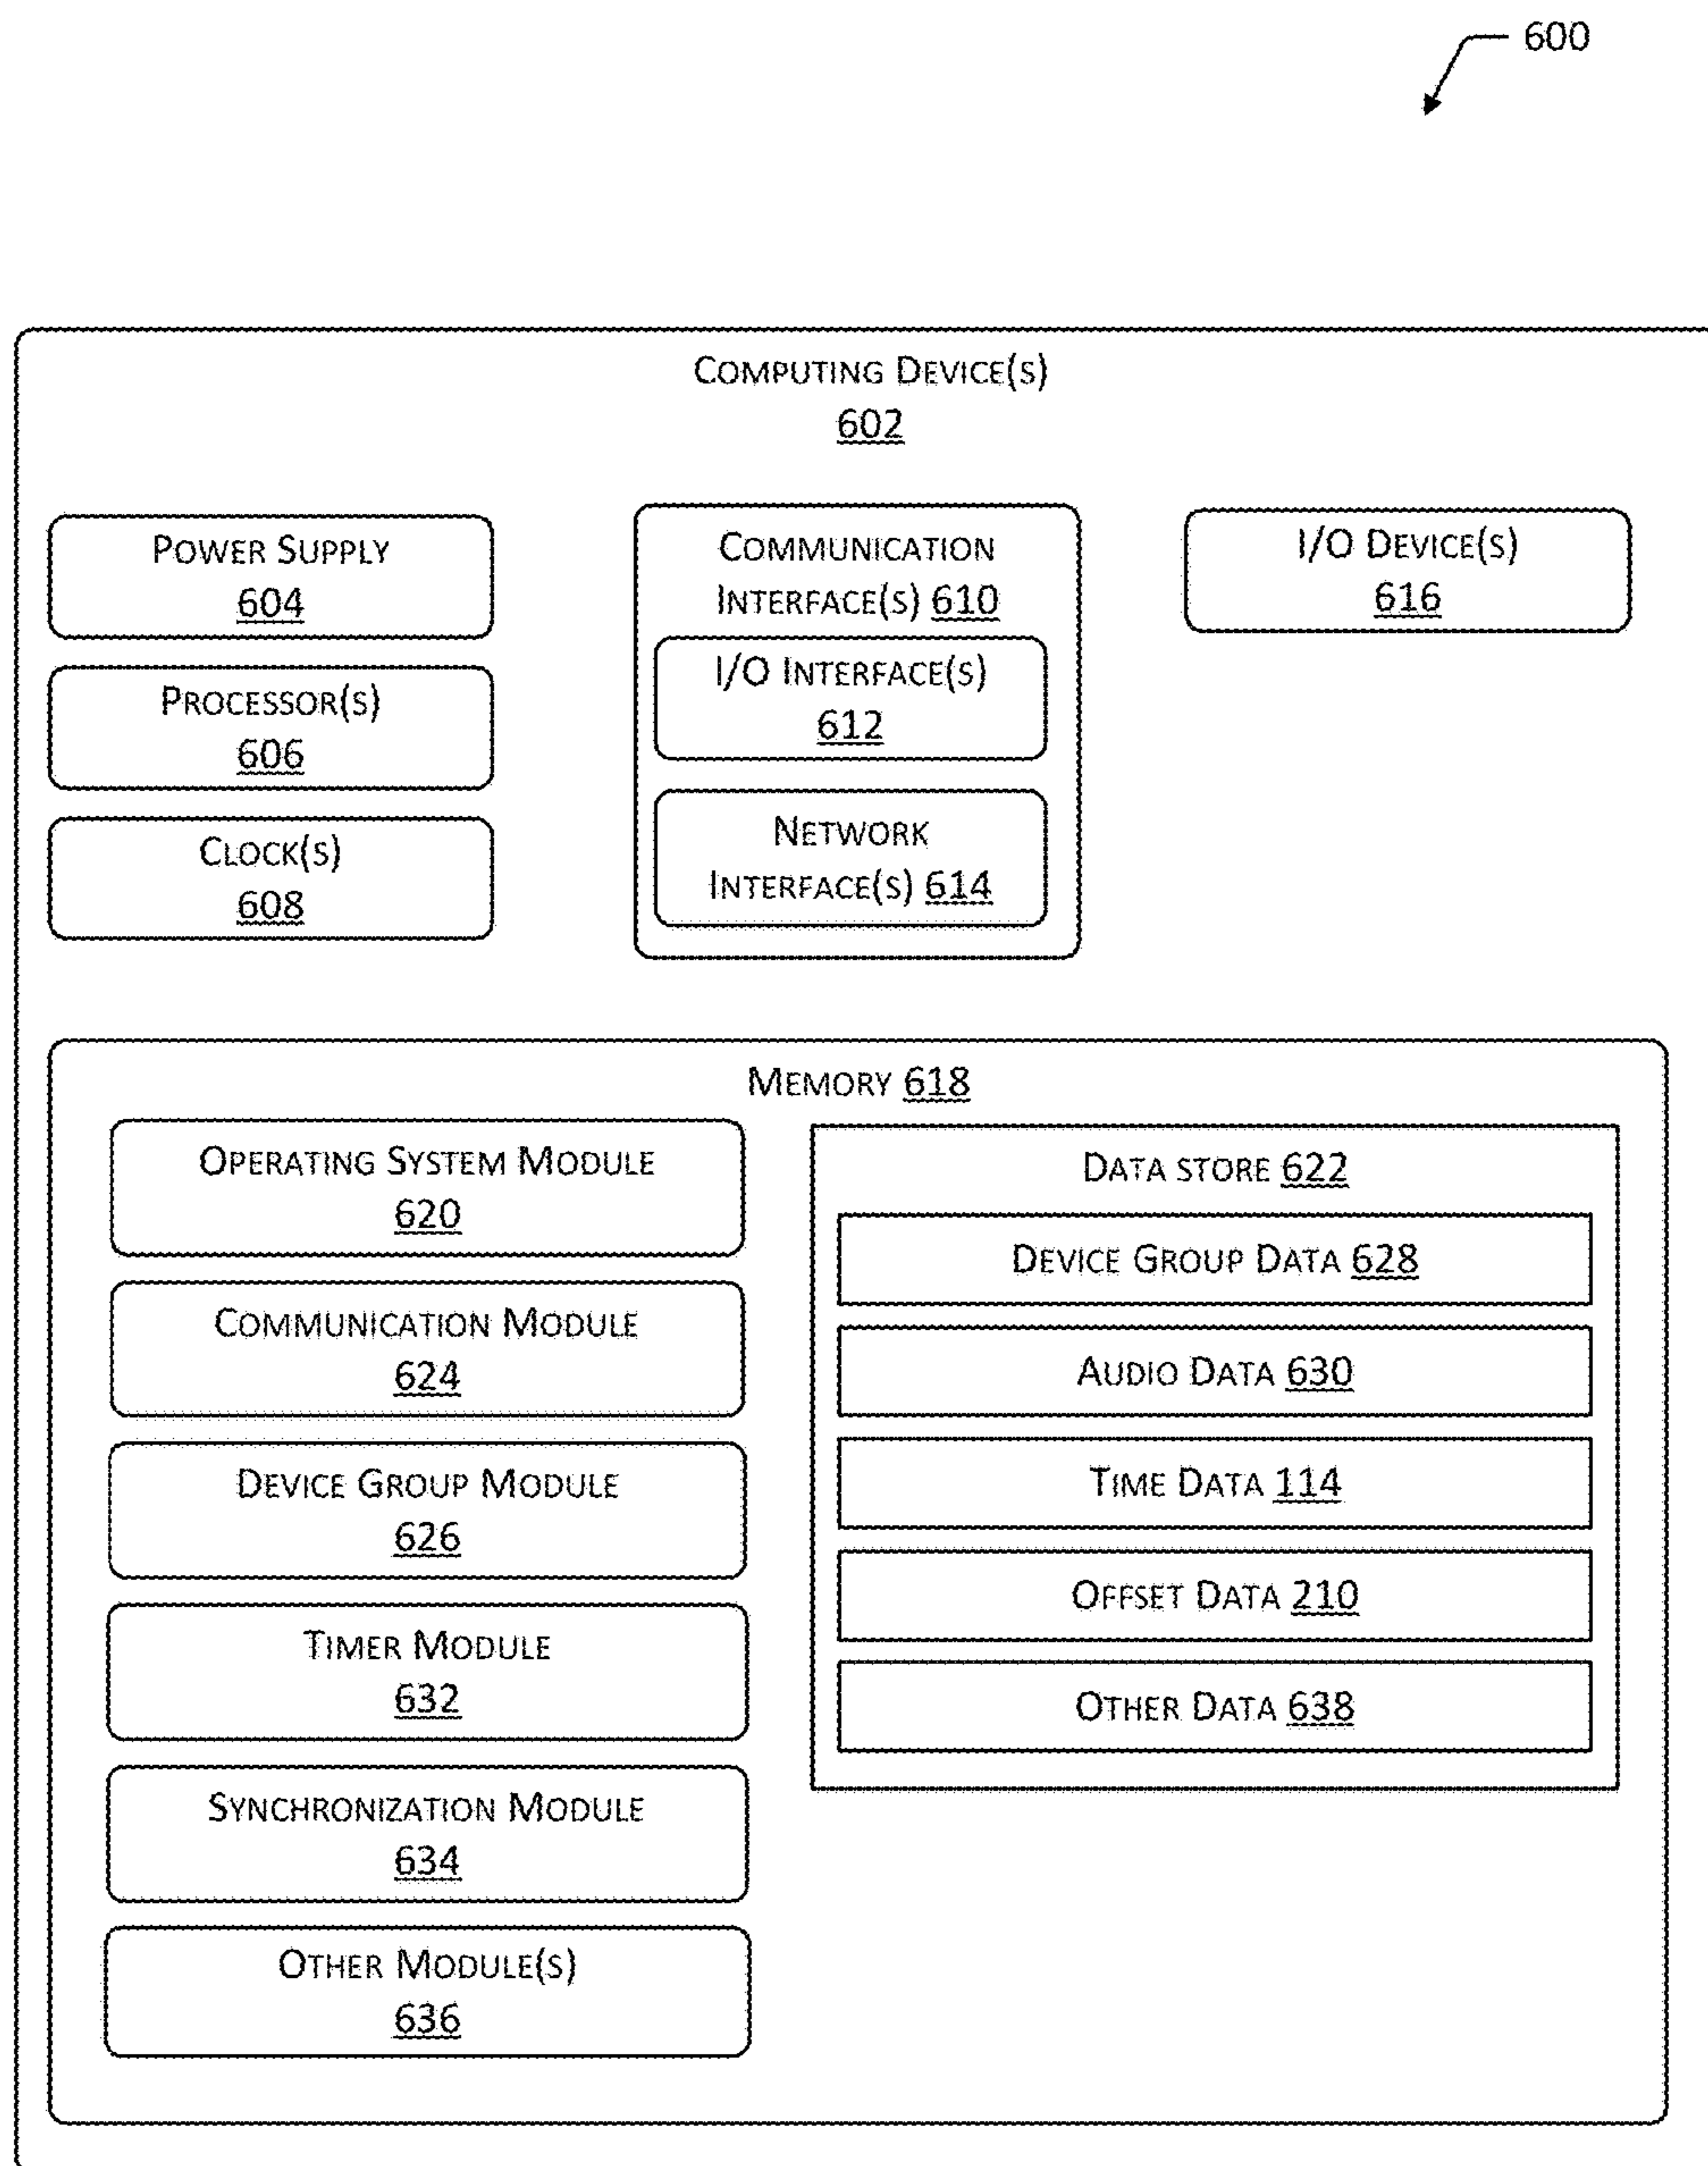 600
COMPUTING DEVICE(S)
602
POWER SUPPLY
604
PROCESSOR(S)
606
CLOCK(S)
608
COMMUNICATION
INTERFACE(S) 610
I/O INTERFACE(S)
612
NETWORK
INTERFACE(S) 614
I/O DEVICE(S)
616
MEMORY 618
OPERATING SYSTEM MODULE
620
COMMUNICATION MODULE
624
DEVICE GROUP MODULE
626
TIMER MODULE
632
SYNCHRONIZATION MODULE
634
OTHER MODULE(S)
636
DATA STORE 622
DEVICE GROUP DATA 628
AUDIO DATA 630
TIME DATA 114
OFFSET DATA 210
OTHER DATA 638